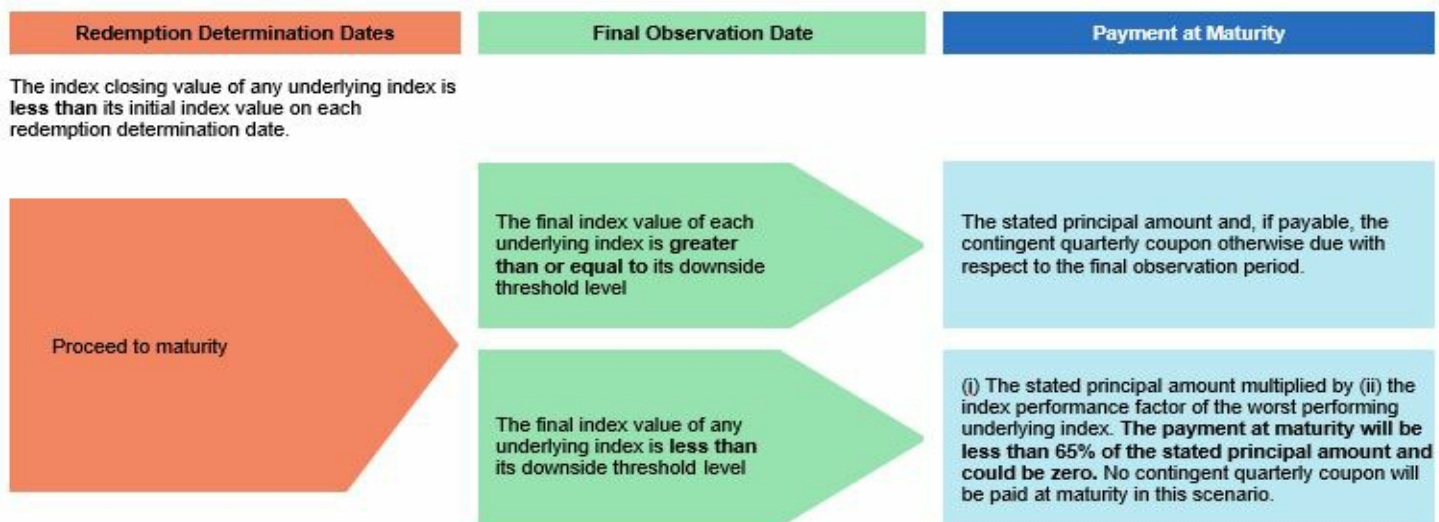 Redemption Determination Dates
Final Observation Date
Payment at Maturity
The index closing value of any underlying index is
less than its initial index value on each
redemption determination date.
Proceed to maturity
The final index value of each
underlying index is greater
than or equal to its downside
threshold level
The stated principal amount and, if payable, the
contingent quarterly coupon otherwise due with
respect to the final observation period.
The final index value of any
underlying index is less than
its downside threshold level
(i) The stated principal amount multiplied by (ii) the
index performance factor of the worst performing
underlying index. The payment at maturity will be
less than 65% of the stated principal amount and
could be zero. No contingent quarterly coupon will
be paid at maturity in this scenario.